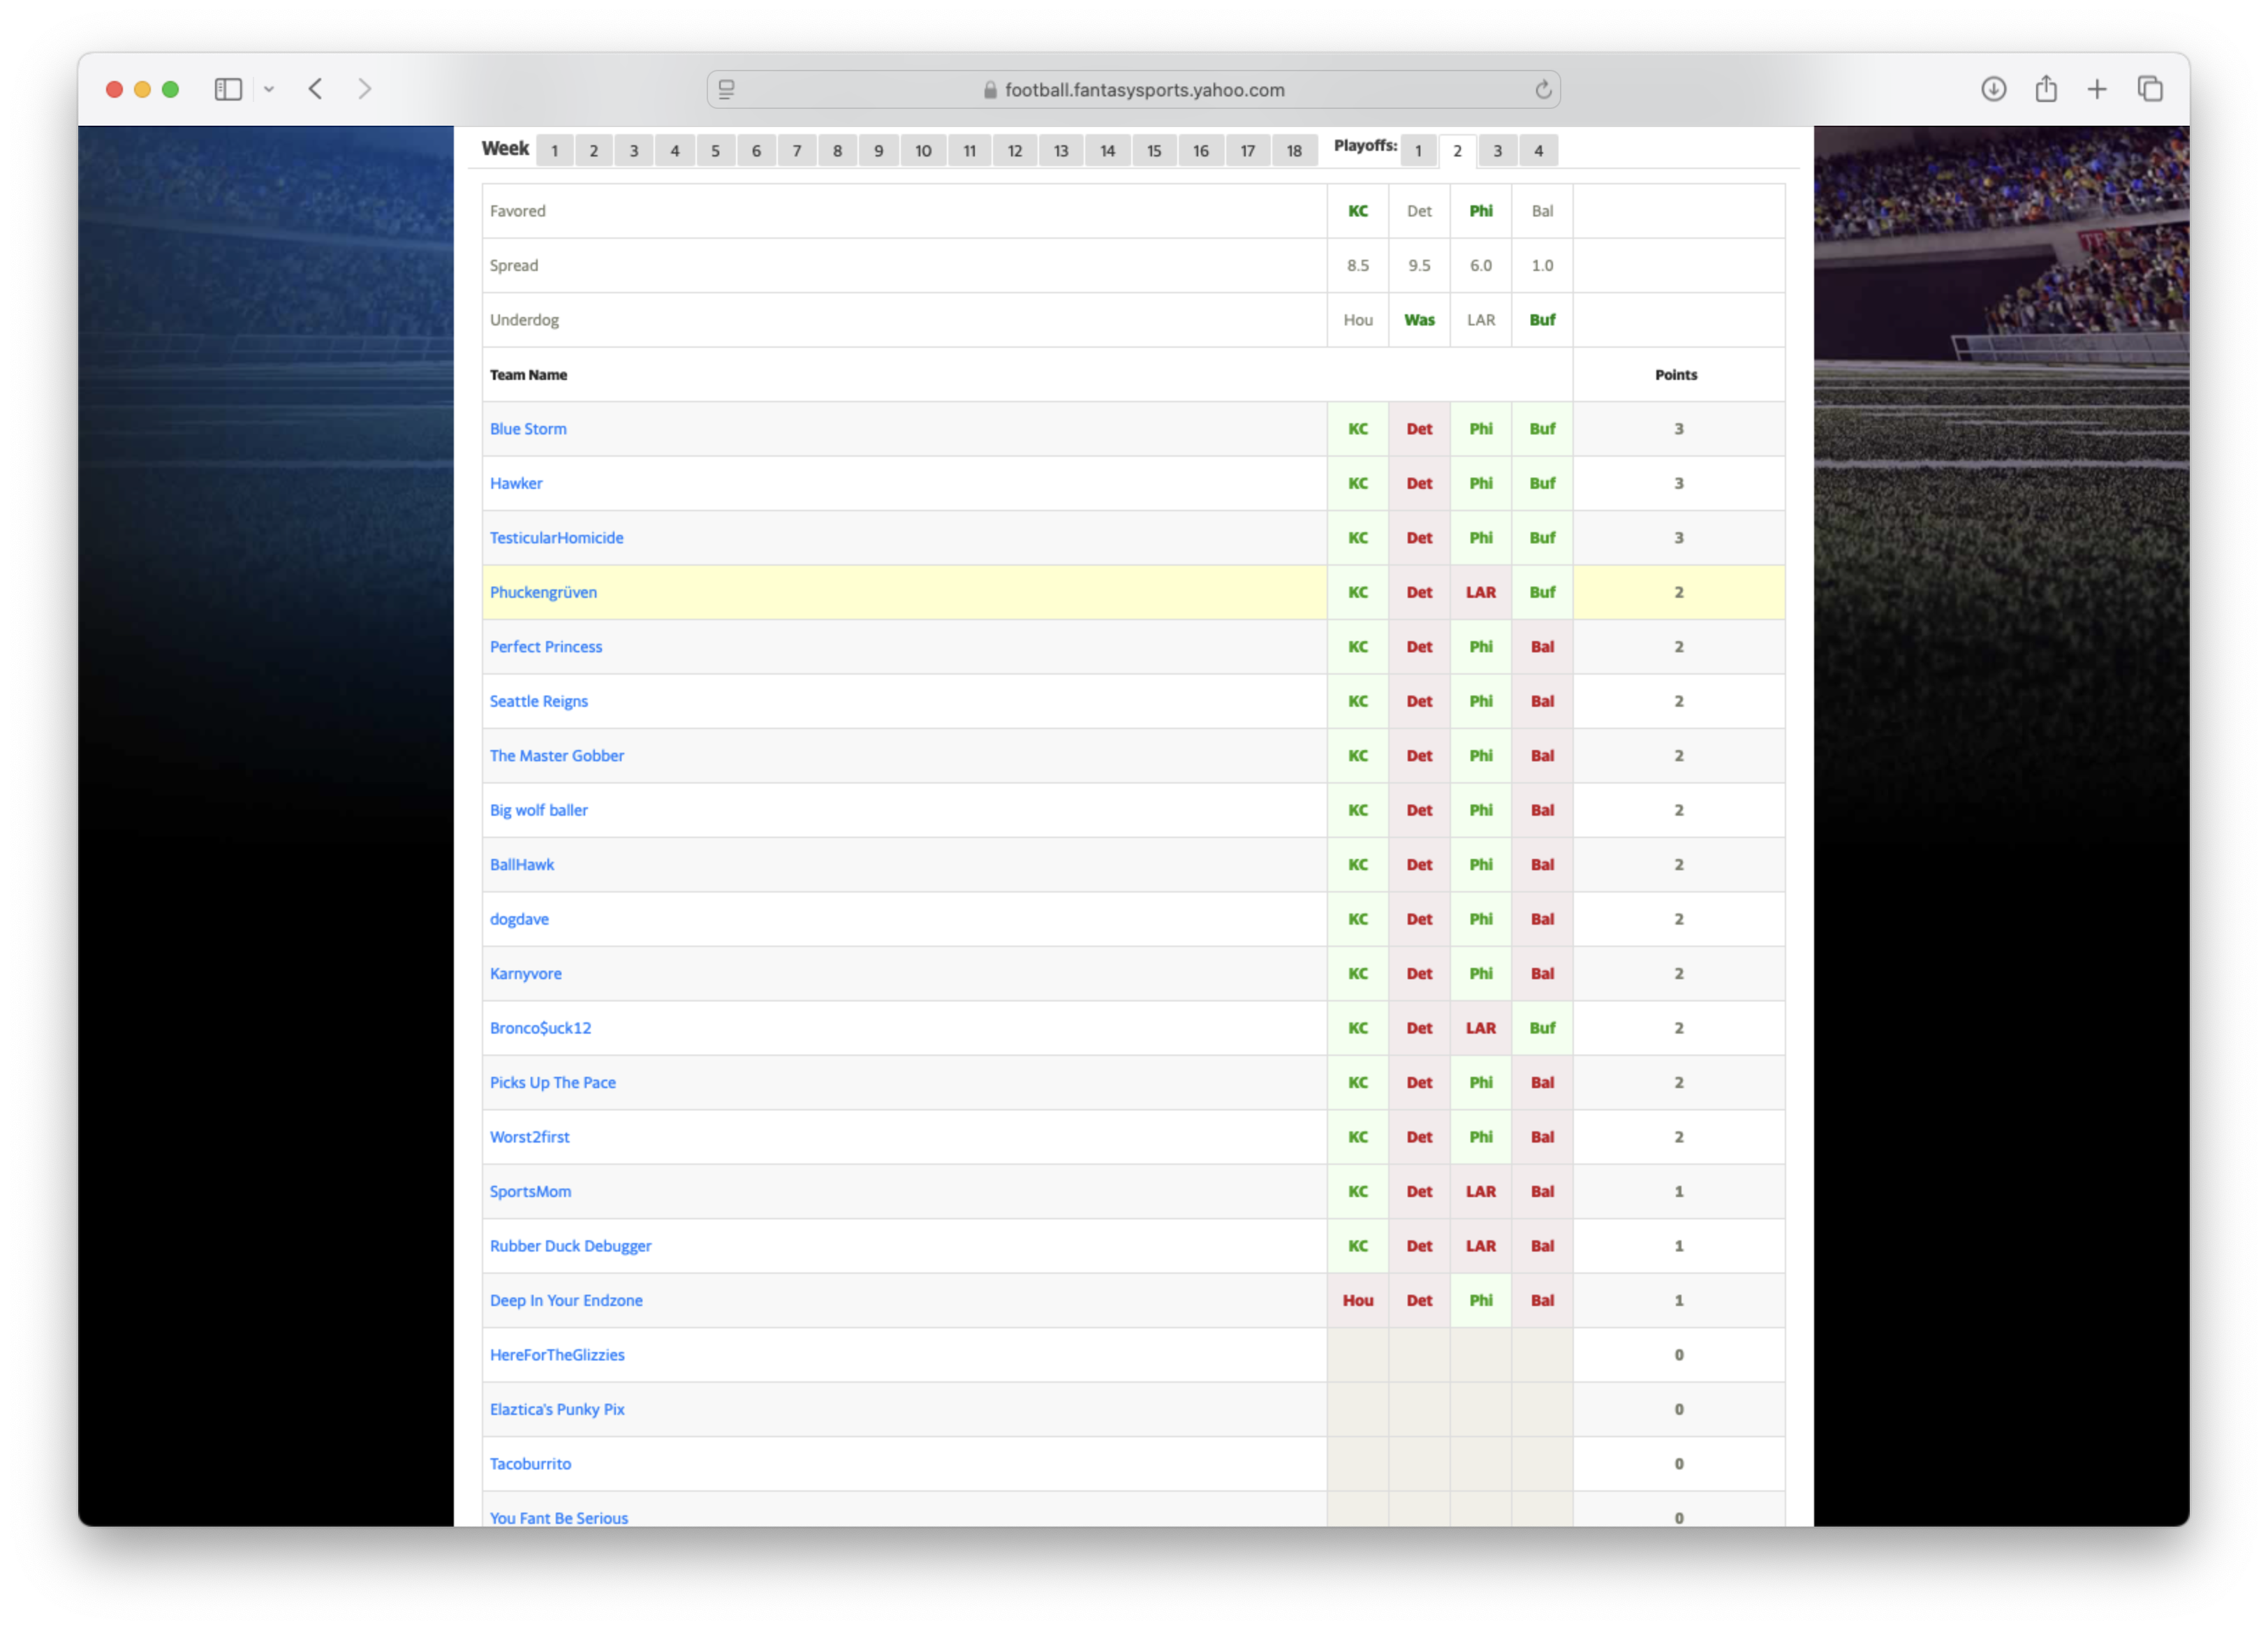 football.fantasysports.yahoo.com
Week 1 2 3 4 5 6 7 8 9 10 11 12 13 14 15 16 17 18 Playoffs: 1 2 3 4
Favored KC Det Phi Bal
Spread 8.5 9.5 6.0 1.0
Underdog Hou Was LAR Buf
Team Name Points
Blue Storm KC Det Phi Buf 3
Hawker KC Det Phi Buf 3
TesticularHomicide KC Det Phi Buf 3
Phuckengrüven KC Det LAR Buf 2
Perfect Princess KC Det Phi Bal 2
Seattle Reigns KC Det Phi Bal 2
The Master Gobber KC Det Phi Bal 2
Big wolf baller KC Det Phi Bal 2
BallHawk KC Det Phi Bal 2
dogdave KC Det Phi Bal 2
Karnyvore KC Det Phi Bal 2
Bronco$uck12 KC Det LAR Buf 2
Picks Up The Pace KC Det Phi Bal 2
Worst2first KC Det Phi Bal 2
SportsMom KC Det LAR Bal 1
Rubber Duck Debugger KC Det LAR Bal 1
Deep In Your Endzone Hou Det Phi Bal 1
HereForTheGlizzies 0
Elaztica's Punky Pix 0
Tacoburrito 0
You Fant Be Serious 0